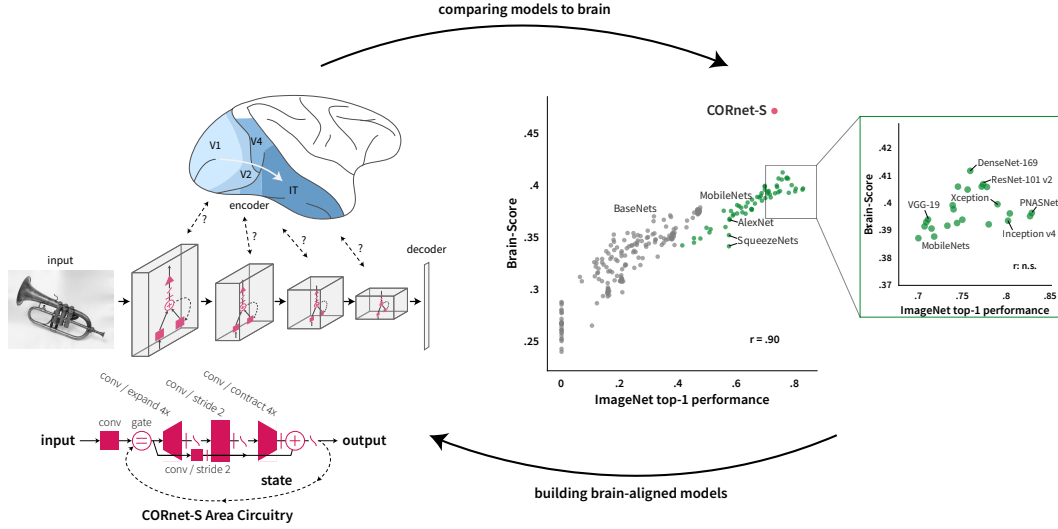 comparing models to brain
V1
V4
V2
IT
encoder
?
?
?
?
input
decoder
conv / expand 4x
conv / stride 2
conv / contract 4x
input
conv
gate
=
+
output
conv / stride 2
state
CORnet-S Area Circuitry
Brain-Score
.45
.4
.35
.3
.25
CORnet-S
MobileNets
BaseNets
AlexNet
SqueezeNets
r = .90
0
.2
.4
.6
.8
ImageNet top-1 performance
Brain-Score
.42
.41
.4
.39
.38
.37
DenseNet-169
ResNet-101 v2
Xception
VGG-19
PNASNet
Inception v4
MobileNets
r: n.s.
.7
.75
.8
.85
ImageNet top-1 performance
building brain-aligned models